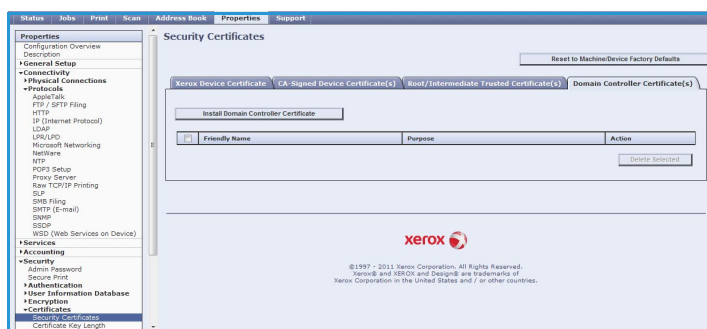 Status Jobs Print Scan Address Book Properties Support
Properties
Configuration Overview
Description
General Setup
Connectivity
Physical Connections
Protocols
AppleTalk
FTP / SFTP Filing
HTTP
IP (Internet Protocol)
LDAP
LPR/LPD
Microsoft Networking
NetWare
NTP
POP3 Setup
Proxy Server
Raw TCP/IP Printing
SLP
SMB Filing
SMTP (E-mail)
SNMP
SSDP
WSD (Web Services on Device)
Services
Accounting
Security
Admin Password
Secure Print
Authentication
User Information Database
Encryption
Certificates
Security Certificates
Certificate Key Length
Security Certificates
Reset to Machine/Device Factory Defaults
Xerox Device Certificate CA-Signed Device Certificate(s) Root/Intermediate Trusted Certificate(s) Domain Controller Certificate(s)
Install Domain Controller Certificate
Friendly Name Purpose Action
Delete Selected
xerox
©1997 - 2011 Xerox Corporation. All Rights Reserved.
Xerox® and XEROX and Design® are trademarks of
Xerox Corporation in the United States and / or other countries.